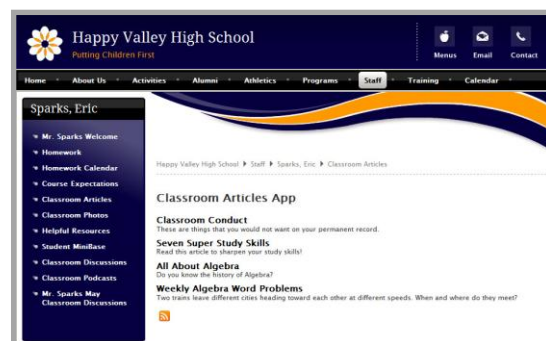 Happy Valley High School
Putting Children First
Menus Email Contact
Home About Us Activities Alumni Athletics Programs Staff Training Calendar
Sparks, Eric
Mr. Sparks Welcome
Homework
Homework Calendar
Course Expectations
Classroom Articles
Classroom Photos
Helpful Resources
Student MiniBase
Classroom Discussions
Classroom Podcasts
Mr. Sparks May
Classroom Discussions
Happy Valley High School Staff Sparks, Eric Classroom Articles
Classroom Articles App
Classroom Conduct
These are things that you would not want on your permanent record.
Seven Super Study Skills
Read this article to sharpen your study skills!
All About Algebra
Do you know the history of Algebra?
Weekly Algebra Word Problems
Two trains leave different cities heading toward each other at different speeds. When and where do they meet?